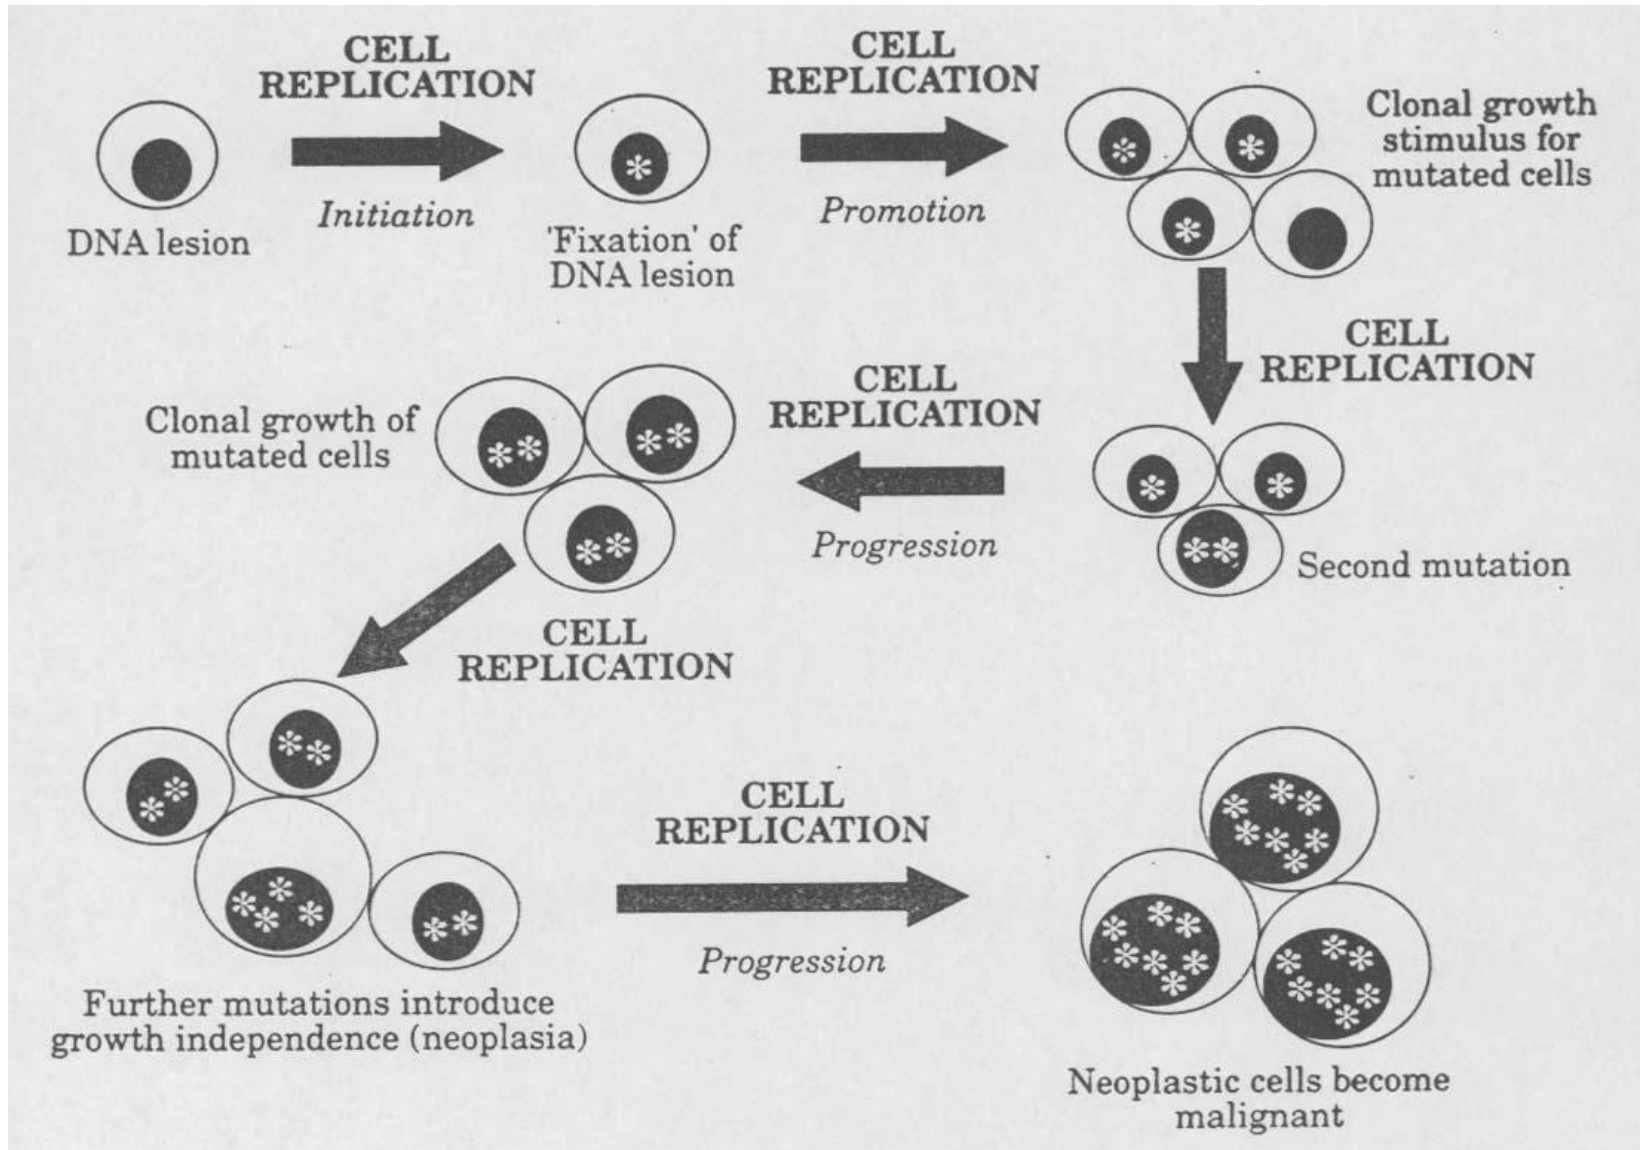 CELL
REPLICATION
Initiation
DNA lesion
'Fixation' of
DNA lesion
CELL
REPLICATION
Promotion
Clonal growth
stimulus for
mutated cells
CELL
REPLICATION
Second mutation
CELL
REPLICATION
Progression
Clonal growth of
mutated cells
CELL
REPLICATION
Further mutations introduce
growth independence (neoplasia)
CELL
REPLICATION
Progression
Neoplastic cells become
malignant